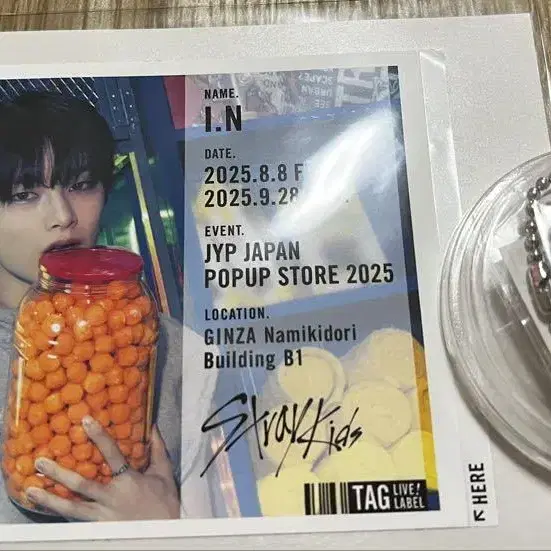 NAME.
I.N
DATE.
2025.8.8 F
2025.9.28
EVENT.
JYP JAPAN
POPUP STORE 2025
LOCATION.
GINZA Namikidori
Building B1
Stray Kids
TAG LIVE! LABEL
HERE